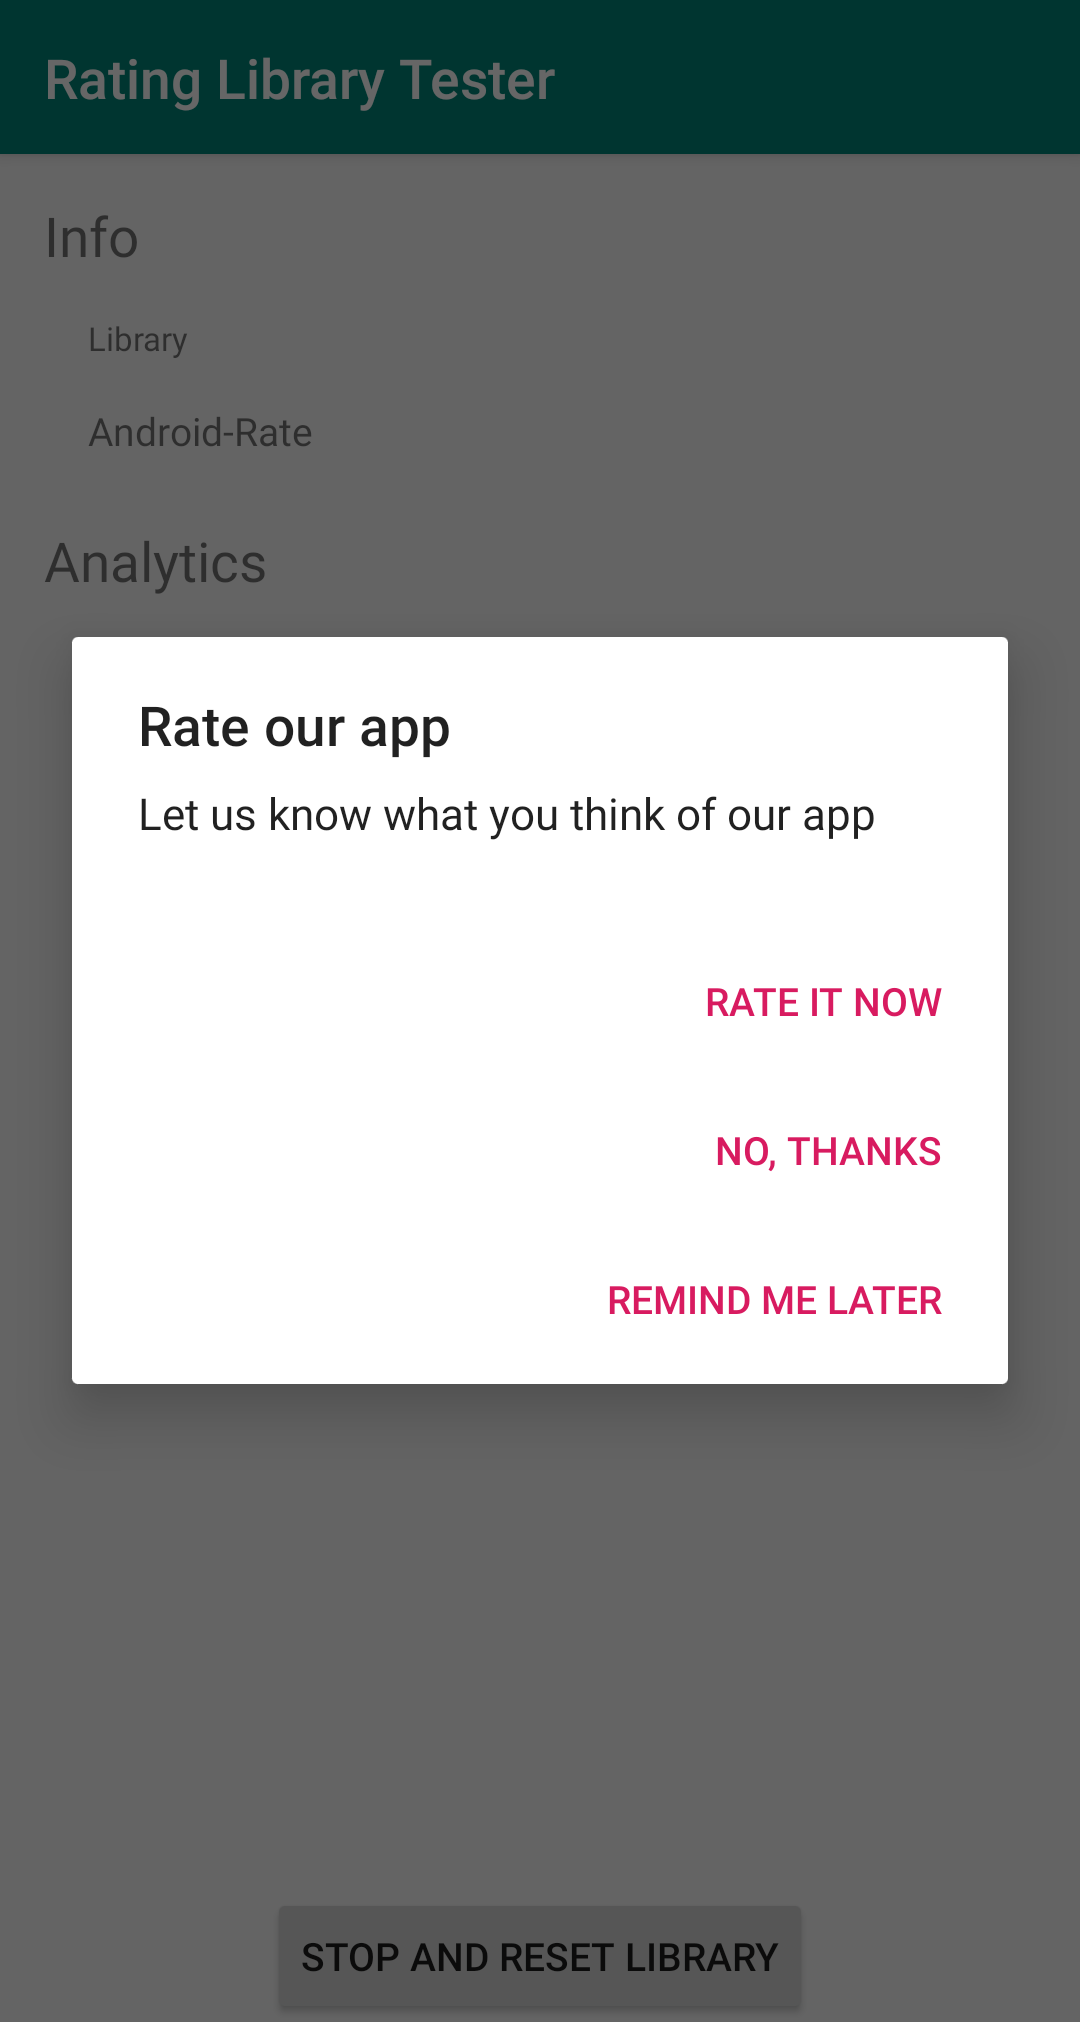 Rating Library Tester
Info
Library
Android-Rate
Analytics
Rate our app
Let us know what you think of our app
RATE IT NOW
NO, THANKS
REMIND ME LATER
STOP AND RESET LIBRARY